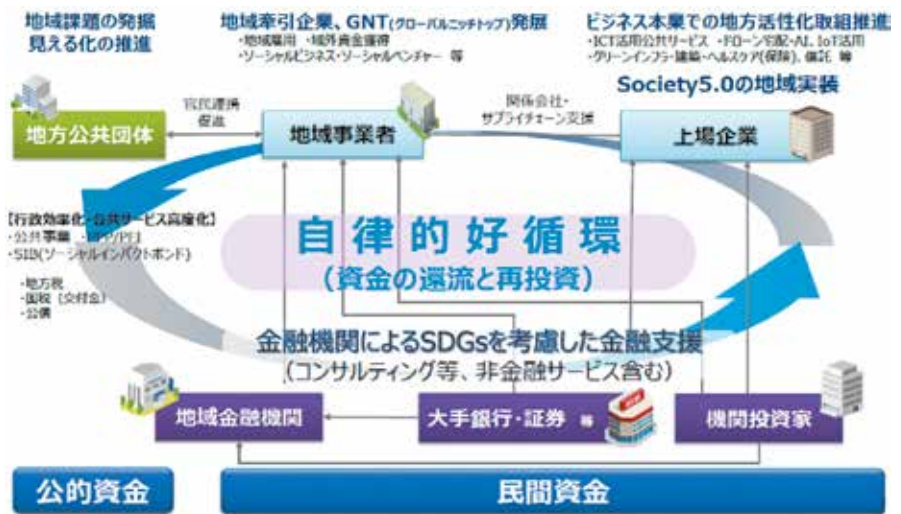 地域課題の発掘
見える化の推進
地域牽引企業、GNT(グローバルニッチトップ)発展
・地域雇用 ・域外資金獲得
・ソーシャルビジネス・ソーシャルベンチャー 等
ビジネス本業での地方活性化取組推進
・ICT活用公共サービス ・ドローン宅配・AI、IoT活用
・グリーンインフラ・建築・ヘルスケア(保険)、信託 等
Society5.0の地域実装
地方公共団体
官民連携
促進
地域事業者
関係会社・
サプライチェーン支援
上場企業
【行政効率化・公共サービス高度化】
・公共事業 ・PPP/PFI
・SIB(ソーシャルインパクトボンド)
・地方税
・国税（交付金）
・公債
自律的好循環
（資金の還流と再投資）
金融機関によるSDGsを考慮した金融支援
（コンサルティング等、非金融サービス含む）
地域金融機関
大手銀行・証券 等
機関投資家
公的資金
民間資金